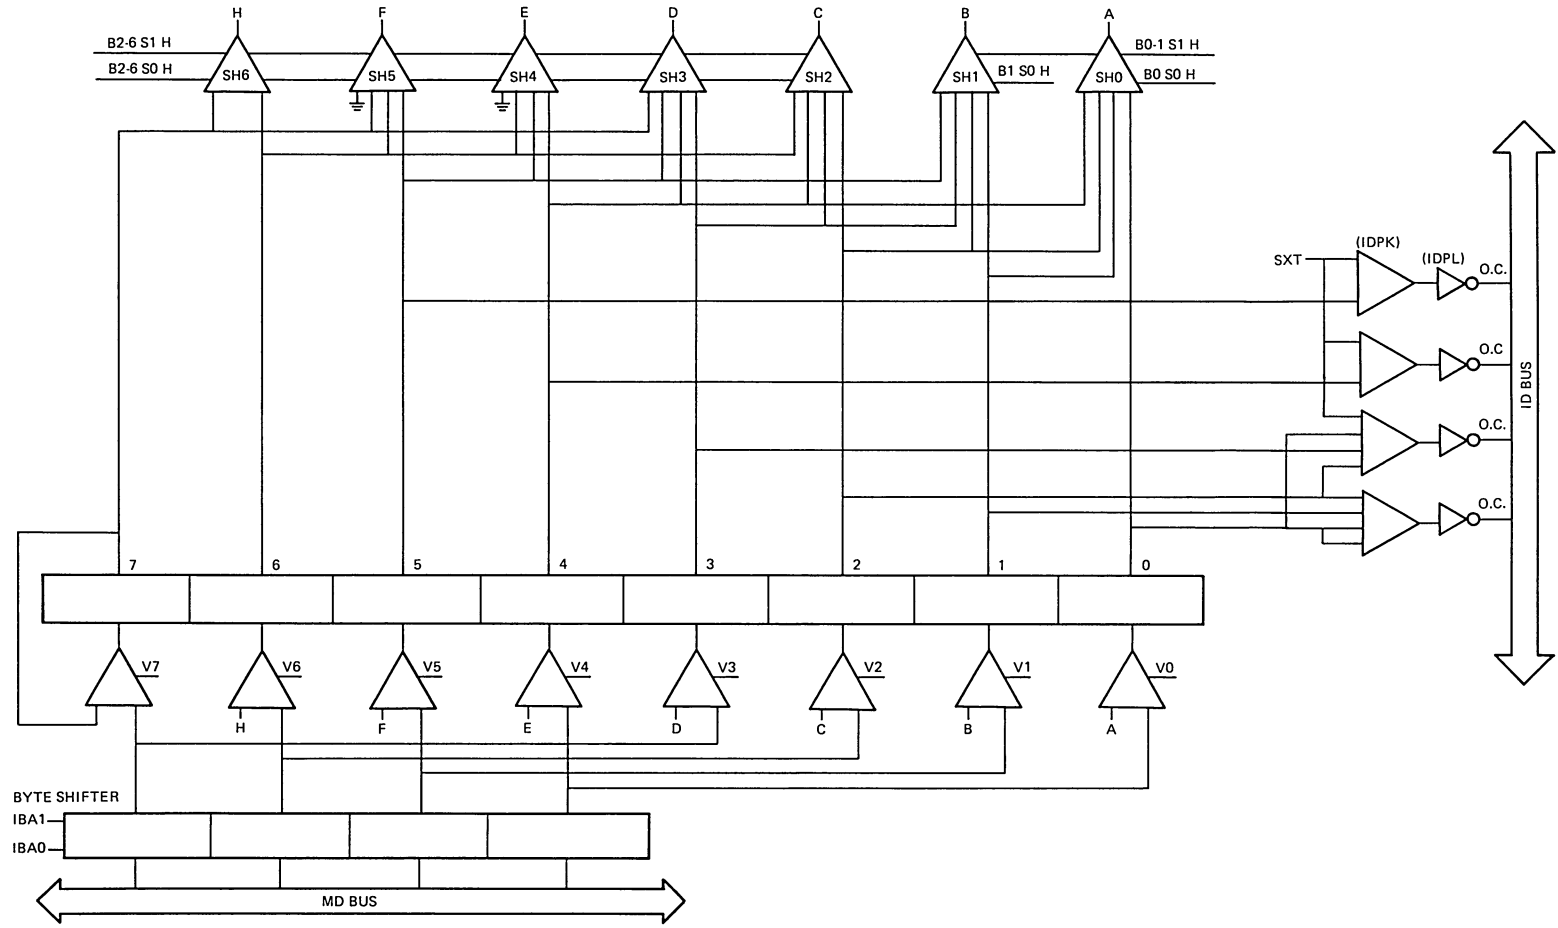 H F E D C B A
B2-6 S1 H
B0-1 S1 H
B2-6 S0 H
B1 S0 H
B0 S0 H
SH6 SH5 SH4 SH3 SH2 SH1 SH0
(IDPK)
(IDPL)
SXT
O.C.
O.C
O.C.
O.C.
ID BUS
7 6 5 4 3 2 1 0
V7 V6 V5 V4 V3 V2 V1 V0
H F E D C B A
BYTE SHIFTER
IBA1
IBA0
MD BUS